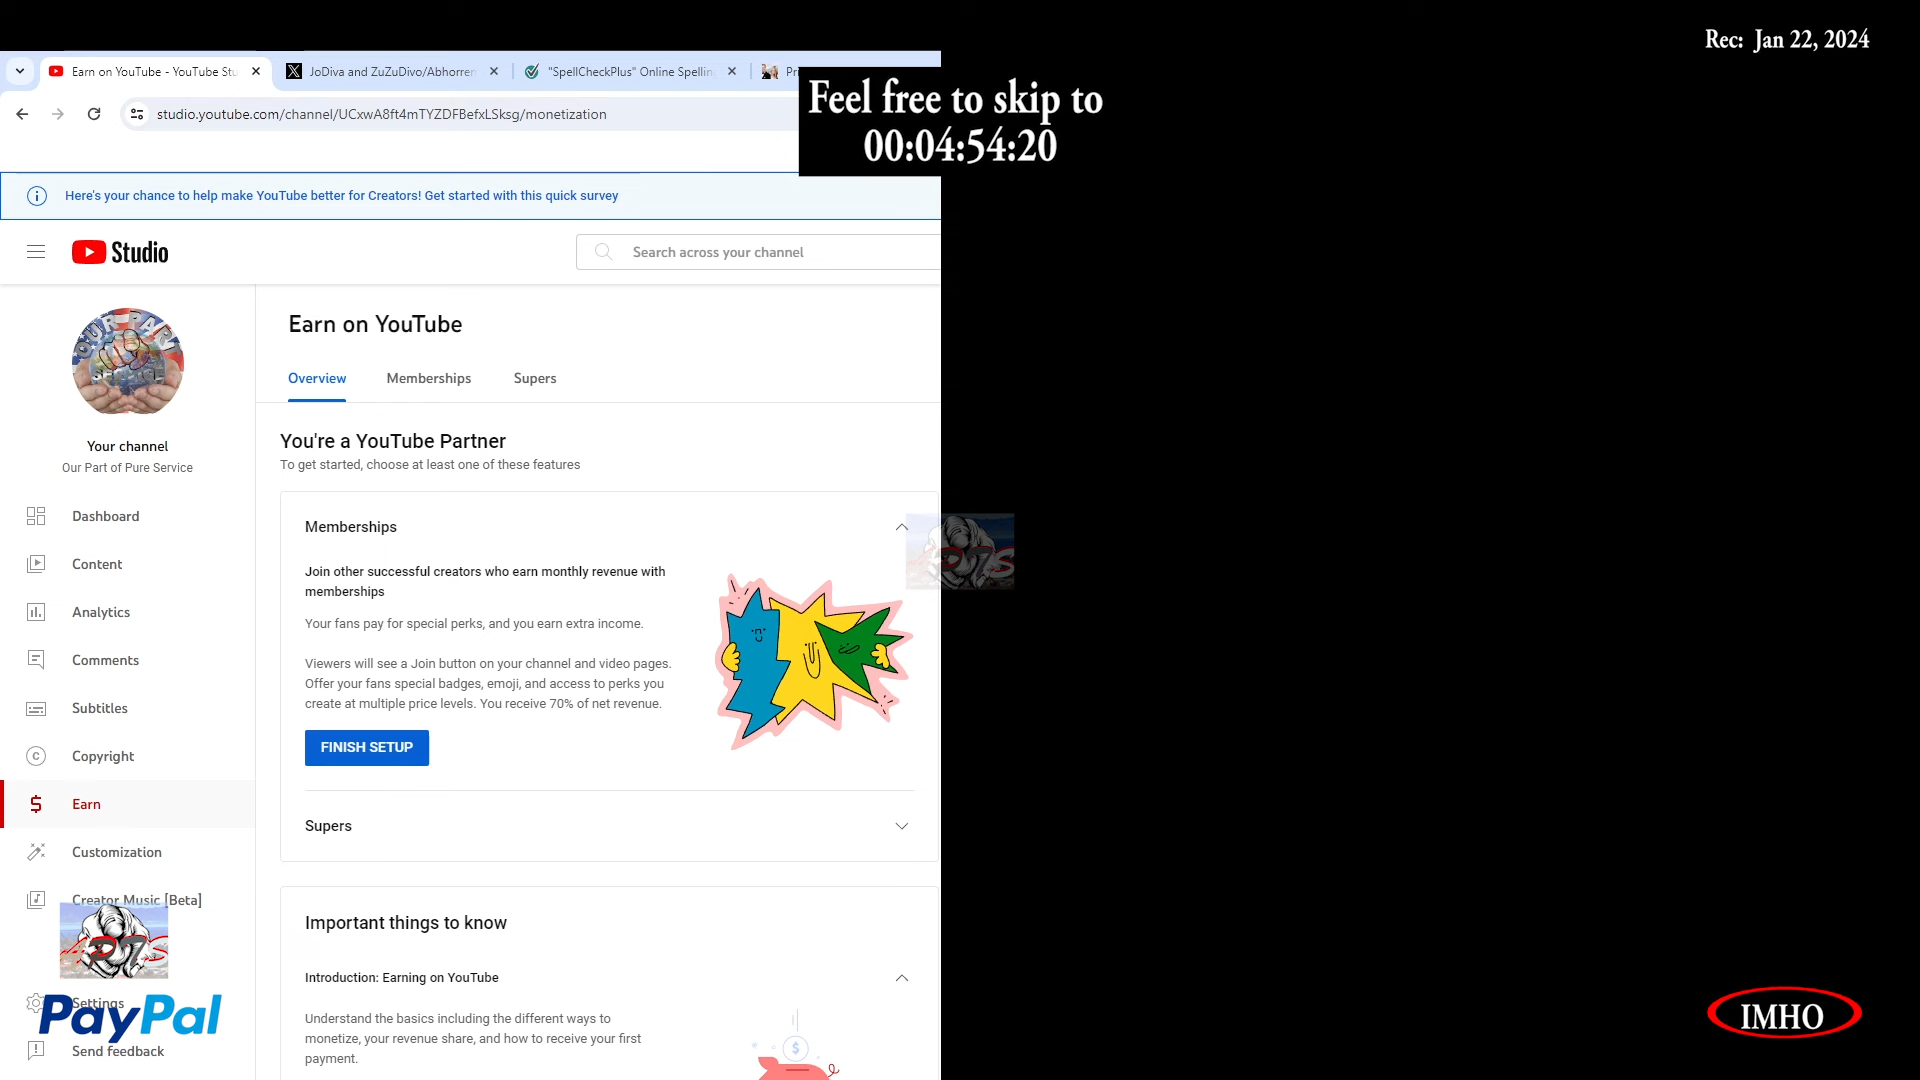 Rec: Jan 22, 2024
Earn on YouTube - YouTube Stu
JoDiva and ZuZuDivo/Abhorren
"SpellCheckPlus" Online Spelling
Pri
studio.youtube.com/channel/UCxwA8ft4mTYZDFBefxLSksg/monetization
Feel free to skip to
00:04:54:20
Here's your chance to help make YouTube better for Creators! Get started with this quick survey
Studio
Search across your channel
OUR PART
Your channel
Our Part of Pure Service
Dashboard
Content
Analytics
Comments
Subtitles
Copyright
Earn
Customization
Creator Music [Beta]
Settings
PayPal
Send feedback
Earn on YouTube
Overview
Memberships
Supers
You're a YouTube Partner
To get started, choose at least one of these features
Memberships
Join other successful creators who earn monthly revenue with
memberships
Your fans pay for special perks, and you earn extra income.
Viewers will see a Join button on your channel and video pages.
Offer your fans special badges, emoji, and access to perks you
create at multiple price levels. You receive 70% of net revenue.
FINISH SETUP
Supers
Important things to know
Introduction: Earning on YouTube
Understand the basics including the different ways to
monetize, your revenue share, and how to receive your first
payment.
IMHO